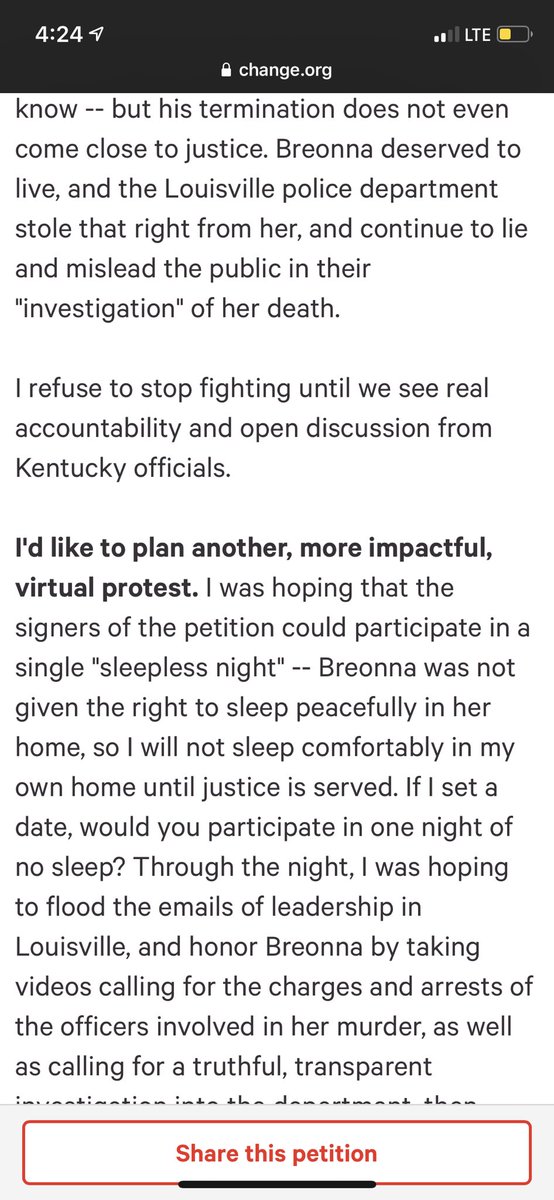 4:24
LTE
change.org
know -- but his termination does not even
come close to justice. Breonna deserved to
live, and the Louisville police department
stole that right from her, and continue to lie
and mislead the public in their
"investigation" of her death.
I refuse to stop fighting until we see real
accountability and open discussion from
Kentucky officials.
I'd like to plan another, more impactful,
virtual protest. I was hoping that the
signers of the petition could participate in a
single "sleepless night" -- Breonna was not
given the right to sleep peacefully in her
home, so I will not sleep comfortably in my
own home until justice is served. If I set a
date, would you participate in one night of
no sleep? Through the night, I was hoping
to flood the emails of leadership in
Louisville, and honor Breonna by taking
videos calling for the charges and arrests of
the officers involved in her murder, as well
as calling for a truthful, transparent
Share this petition